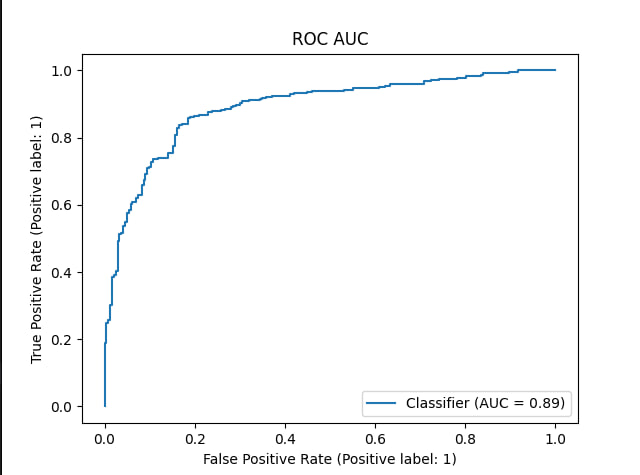 ROC AUC
True Positive Rate (Positive label: 1)
1.0
0.8
0.6
0.4
0.2
0.0
Classifier (AUC = 0.89)
0.0 0.2 0.4 0.6 0.8 1.0
False Positive Rate (Positive label: 1)